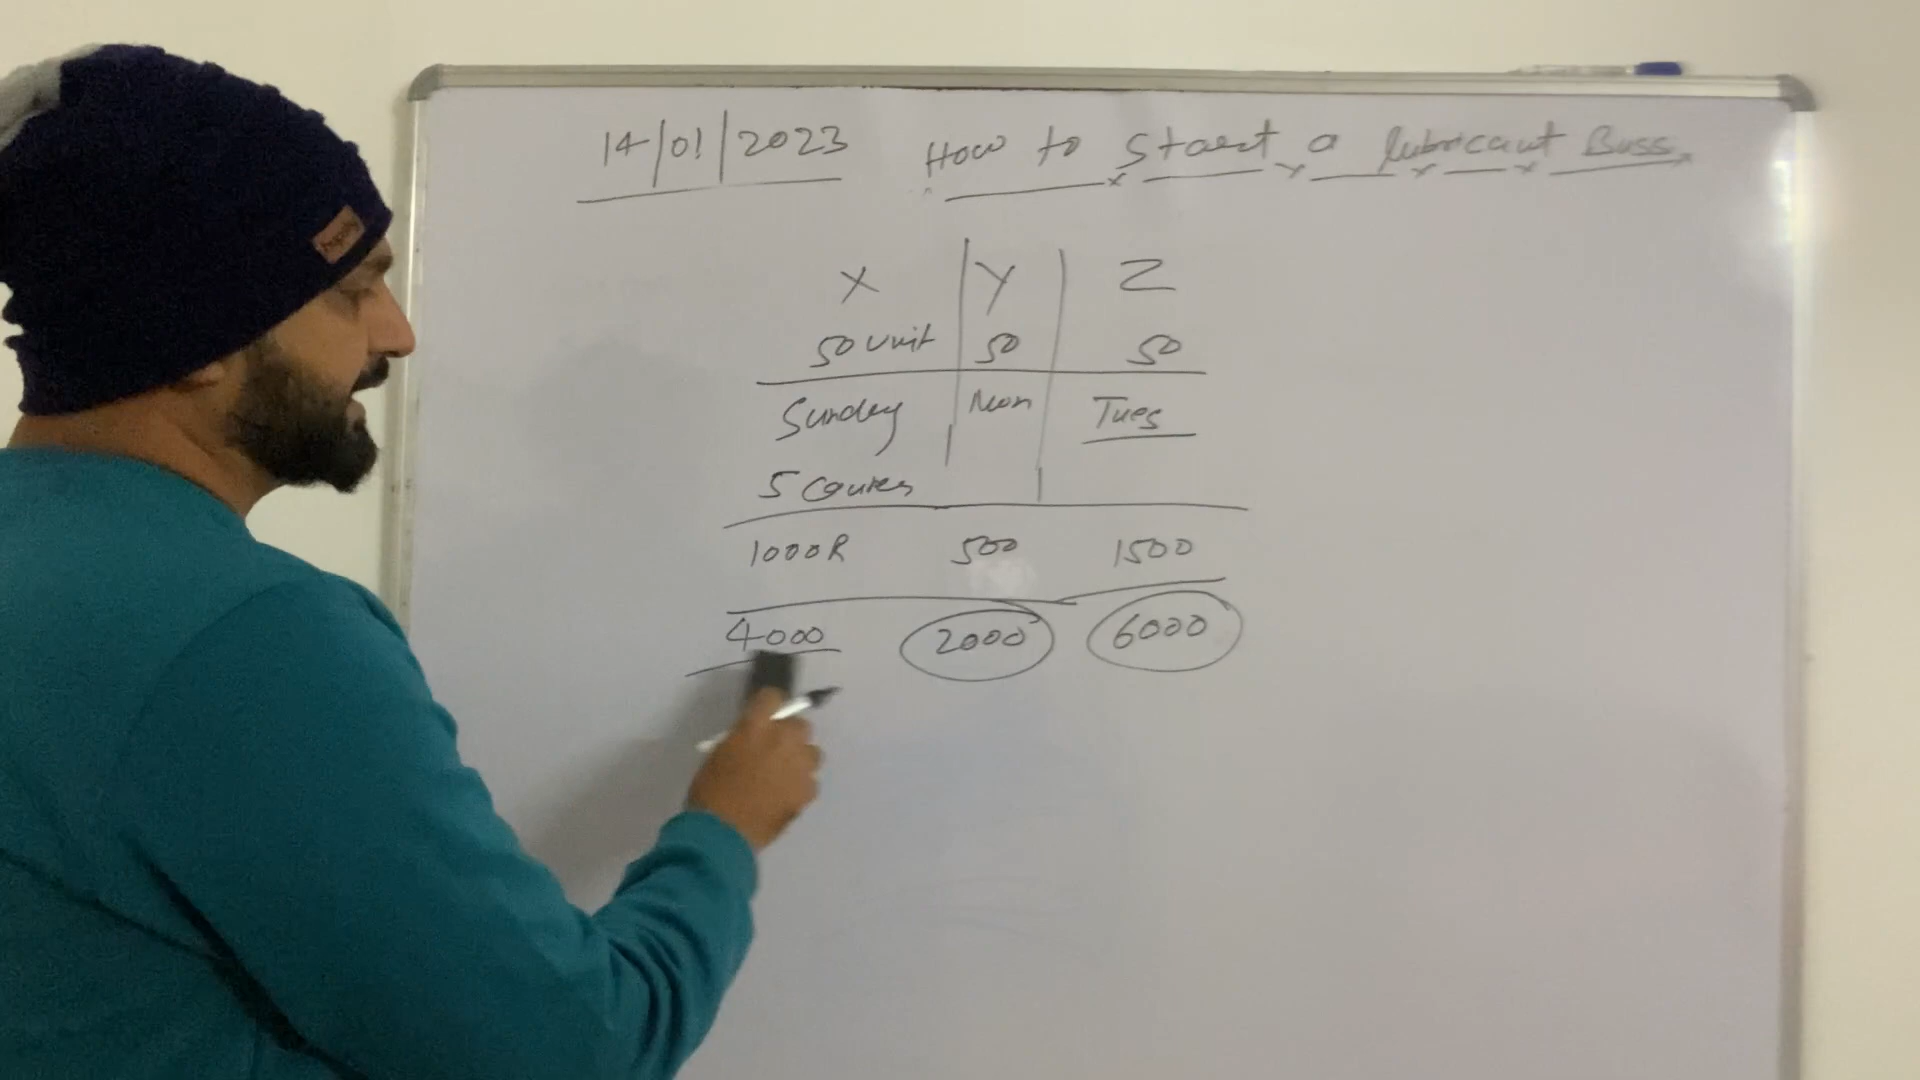 14/01/2023 How to Start a lubricant Buss
X Y Z
50 unit 50 50
Sunday Mon Tues
5
1000R 500 1500
4000 2000 6000